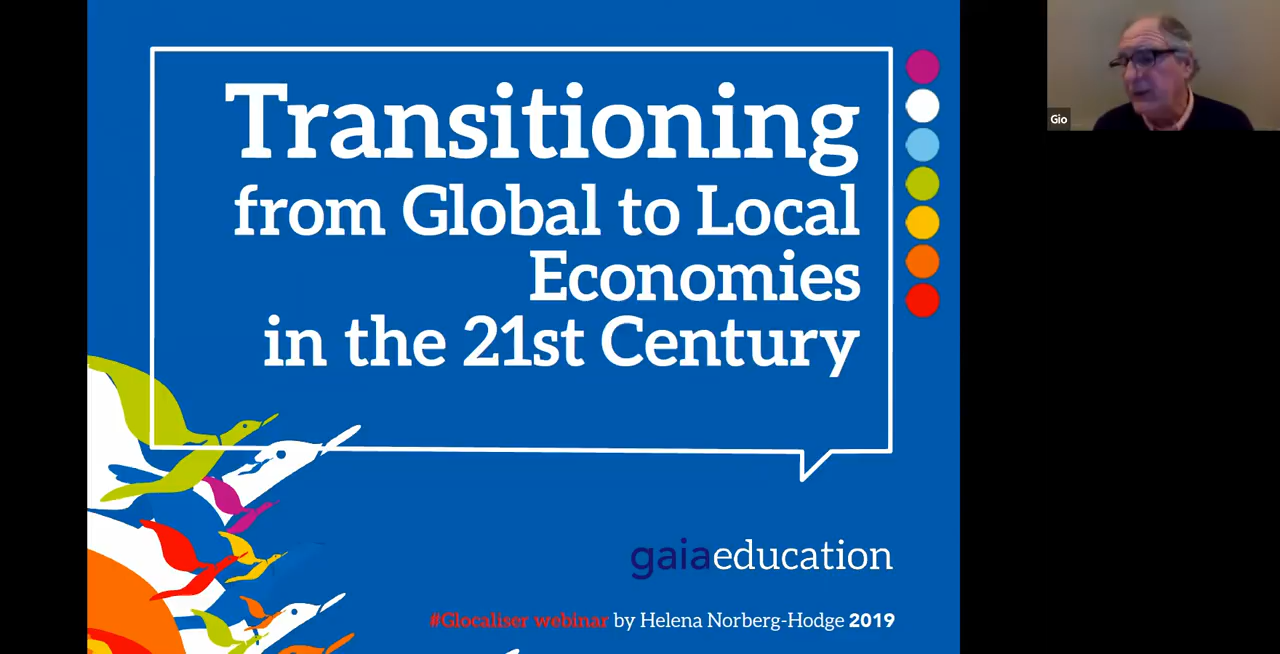 Transitioning
from Global to Local
Economies
in the 21st Century
gaiaeducation
#Glocaliser webinar by Helena Norberg-Hodge 2019
Gio